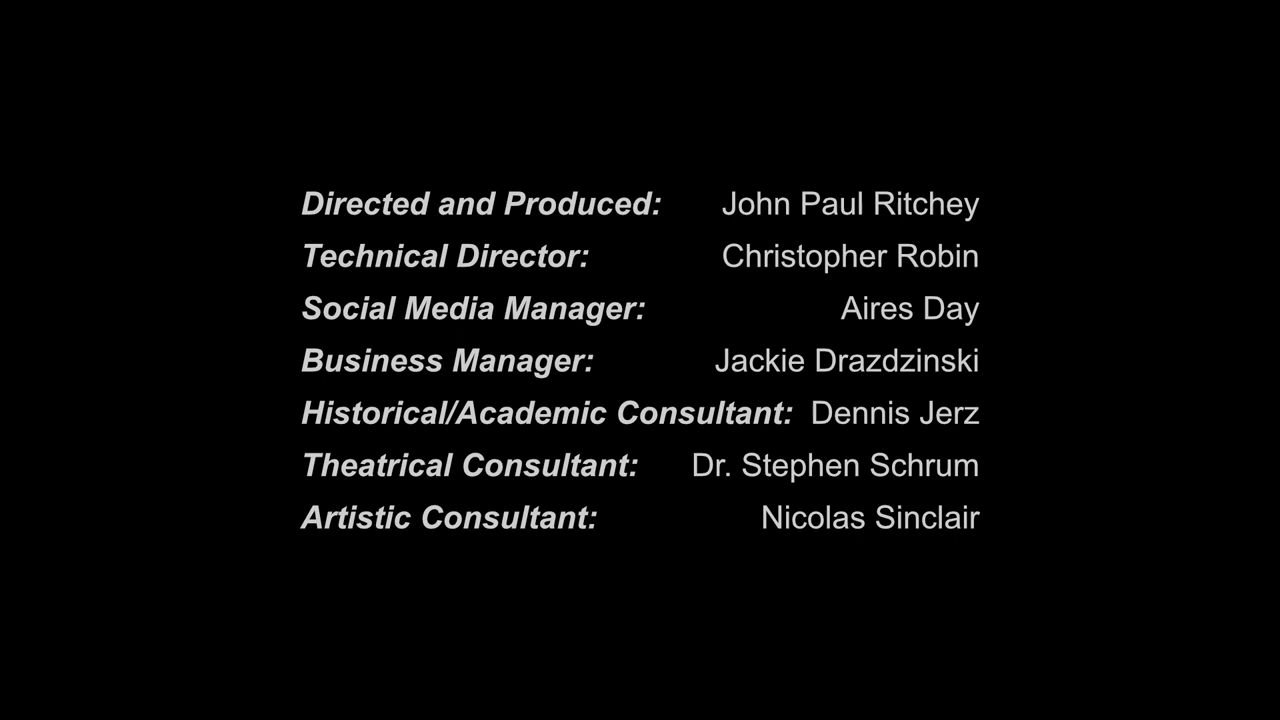 Directed and Produced: John Paul Ritchey
Technical Director: Christopher Robin
Social Media Manager: Aires Day
Business Manager: Jackie Drazdzinski
Historical/Academic Consultant: Dennis Jerz
Theatrical Consultant: Dr. Stephen Schrum
Artistic Consultant: Nicolas Sinclair